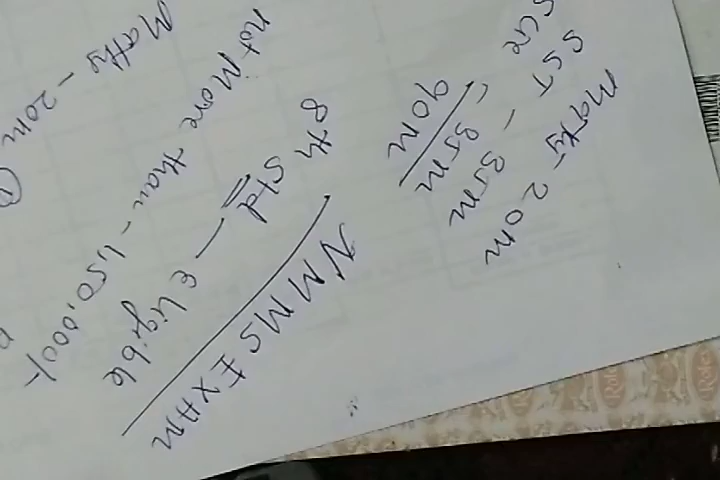 NMMS EXAM
8th Std - Eligible
not More than - 1,50,000/-
Maths - 20m
Maths - 20m
SST - 35m
Sce - 35m
90m